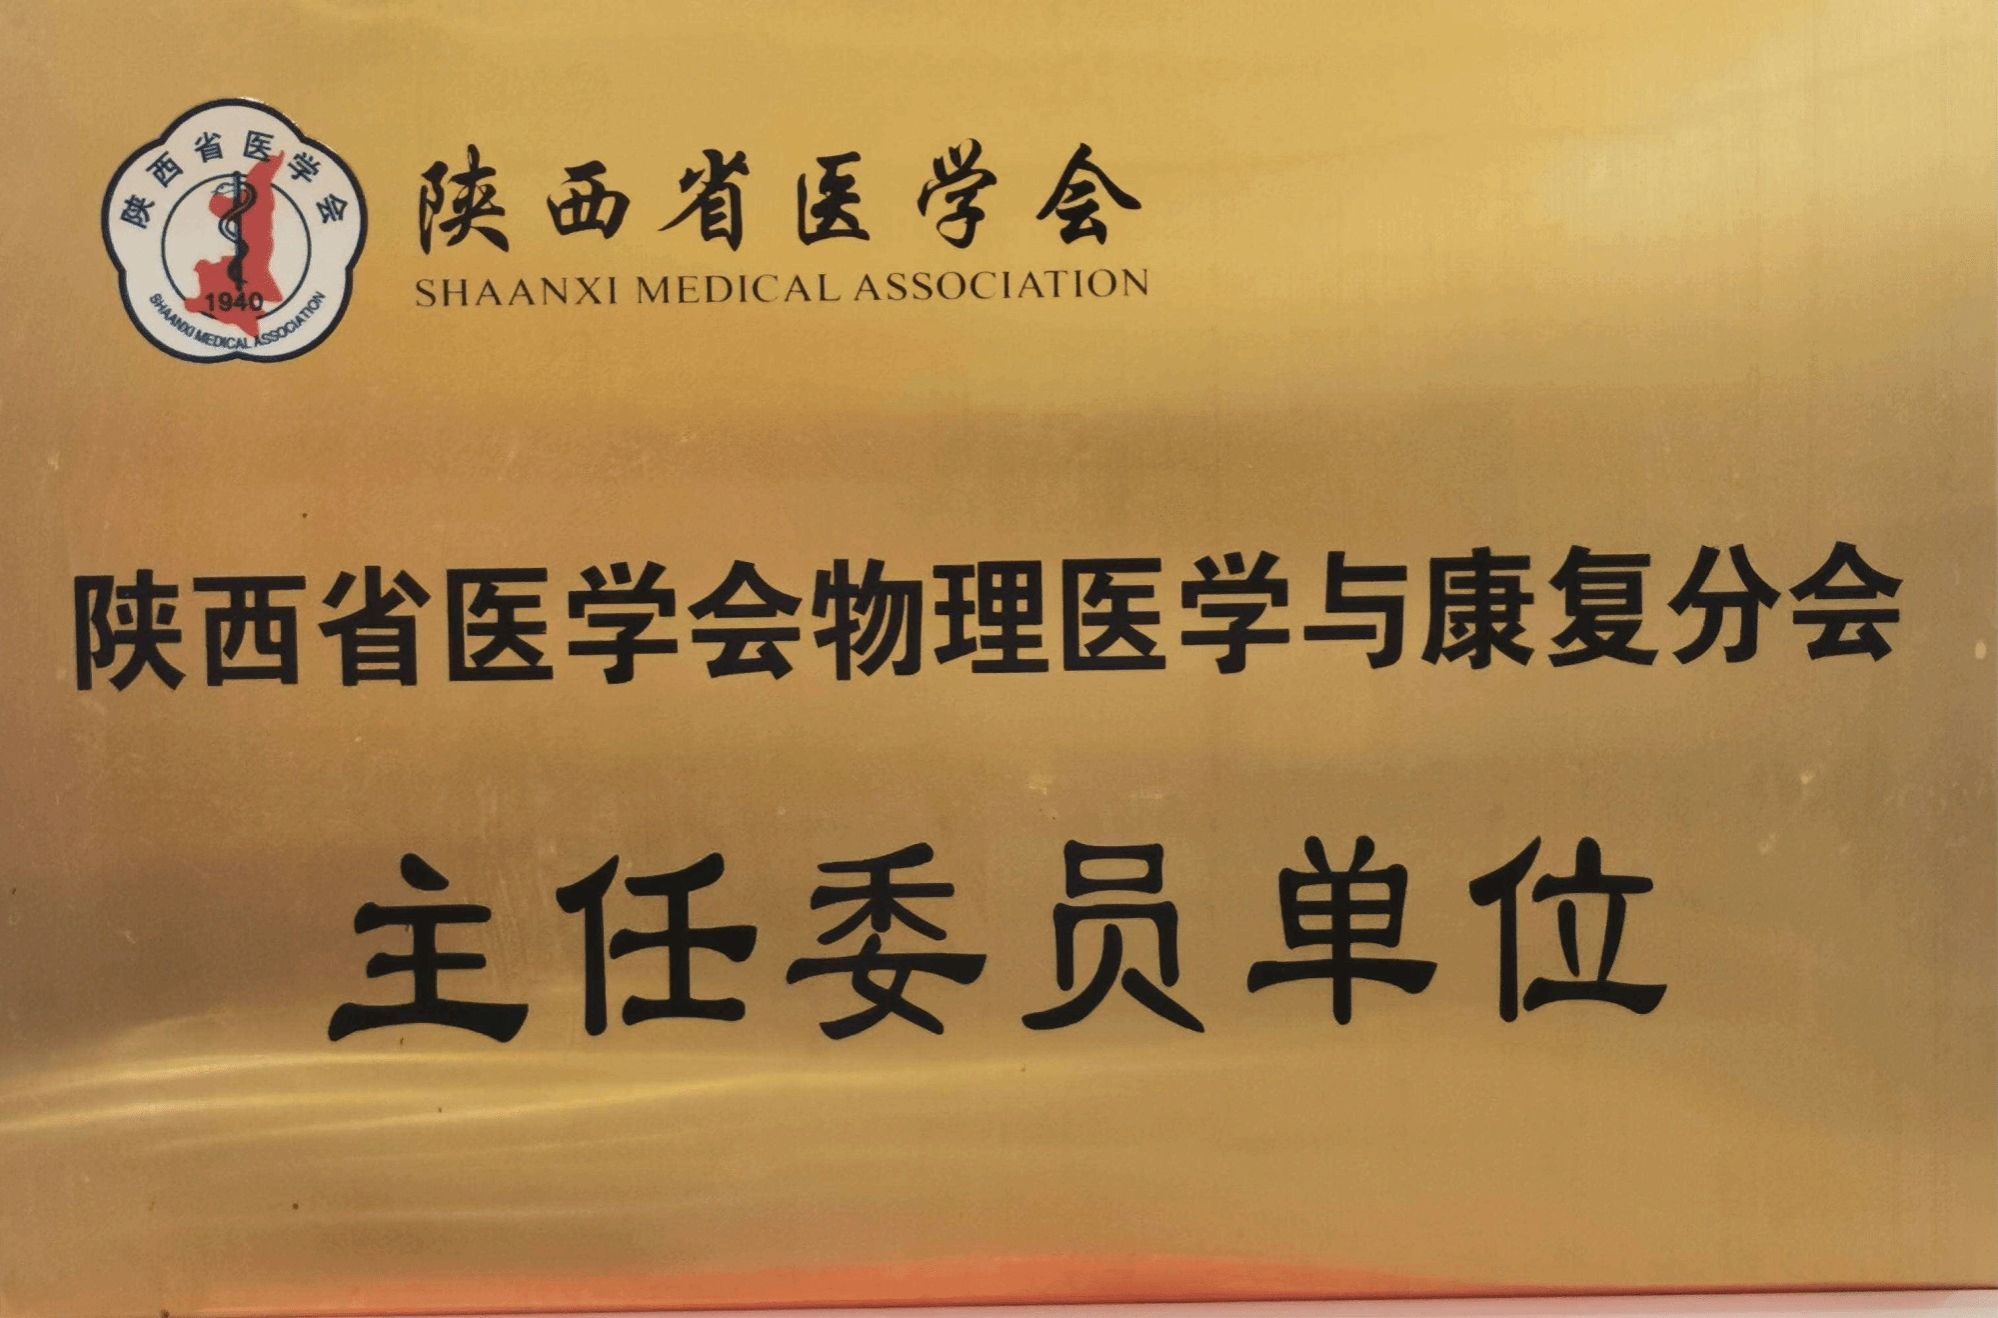 陕西省医学会
1940
SHAANXI MEDICAL ASSOCIATION
陕西省医学会
SHAANXI MEDICAL ASSOCIATION
陕西省医学会物理医学与康复分会
主任委员单位